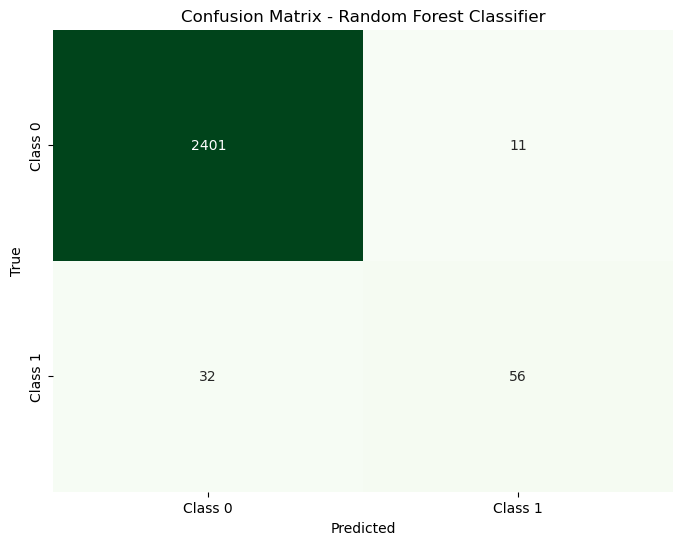 Confusion Matrix - Random Forest Classifier
Class 0
2401
11
True
Class 1
32
56
Class 0
Class 1
Predicted